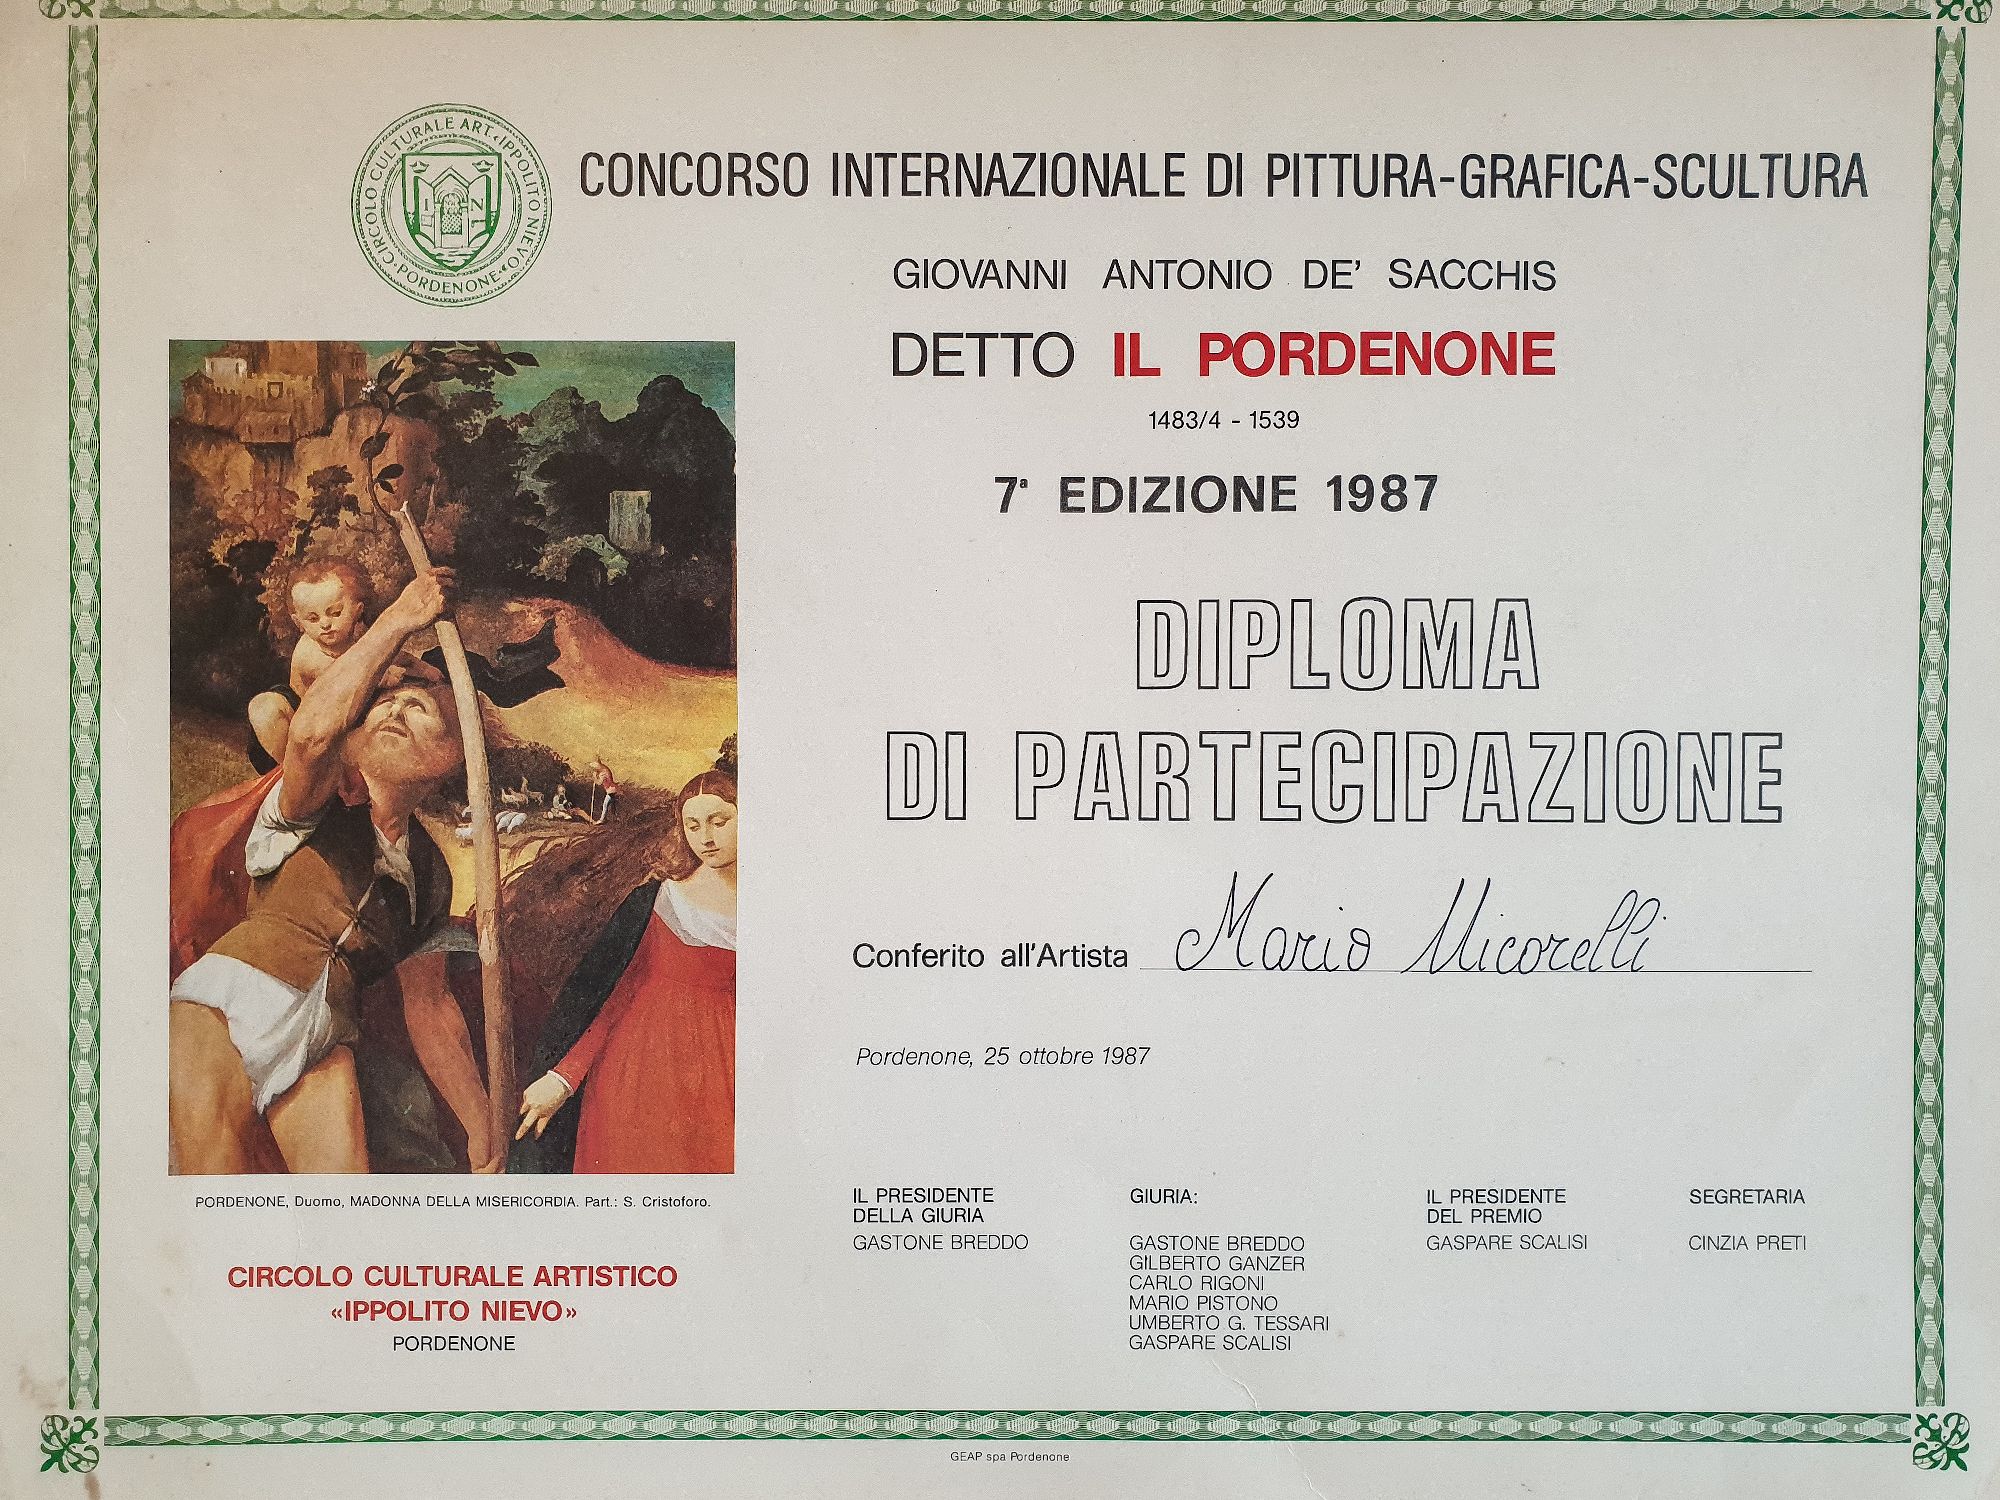 CIRCOLO CULTURALE ART. «IPPOLITO NIEVO» PORDENONE
I N
CONCORSO INTERNAZIONALE DI PITTURA-GRAFICA-SCULTURA
GIOVANNI ANTONIO DE' SACCHIS
DETTO IL PORDENONE
1483/4 - 1539
7ª EDIZIONE 1987
DIPLOMA
DI PARTECIPAZIONE
Conferito all'Artista Mario Micorelli
Pordenone, 25 ottobre 1987
PORDENONE, Duomo, MADONNA DELLA MISERICORDIA. Part.: S. Cristoforo.
CIRCOLO CULTURALE ARTISTICO
«IPPOLITO NIEVO»
PORDENONE
IL PRESIDENTE
DELLA GIURIA
GASTONE BREDDO
GIURIA:
GASTONE BREDDO
GILBERTO GANZER
CARLO RIGONI
MARIO PISTONO
UMBERTO G. TESSARI
GASPARE SCALISI
IL PRESIDENTE
DEL PREMIO
GASPARE SCALISI
SEGRETARIA
CINZIA PRETI
GEAP spa Pordenone